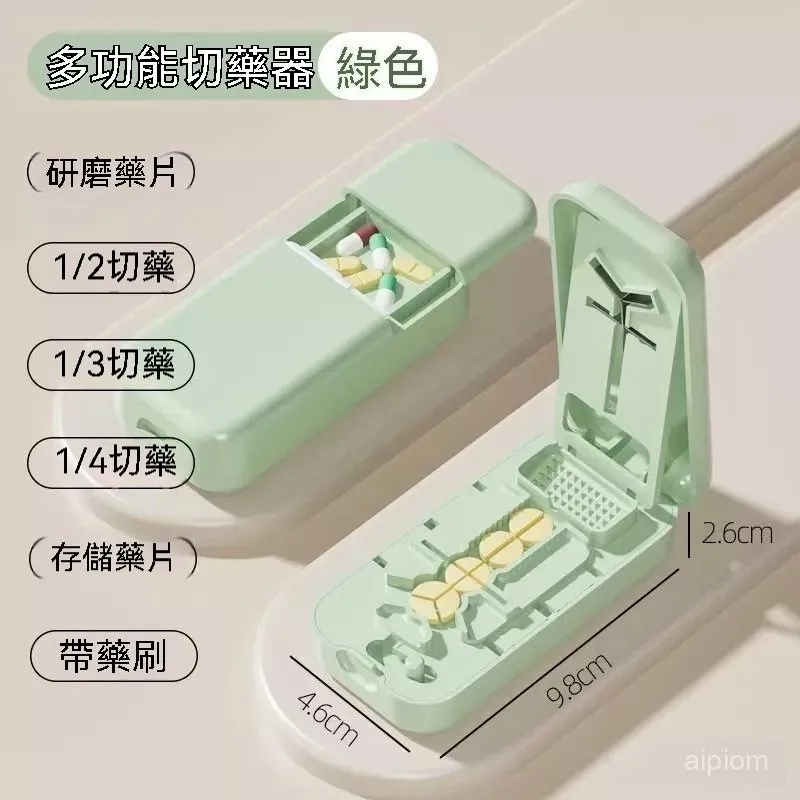 多功能切藥器 綠色
(研磨藥片)
1/2切藥
1/3切藥
1/4切藥
(存儲藥片)
帶藥刷
2.6cm
9.8cm
4.6cm
aipiom